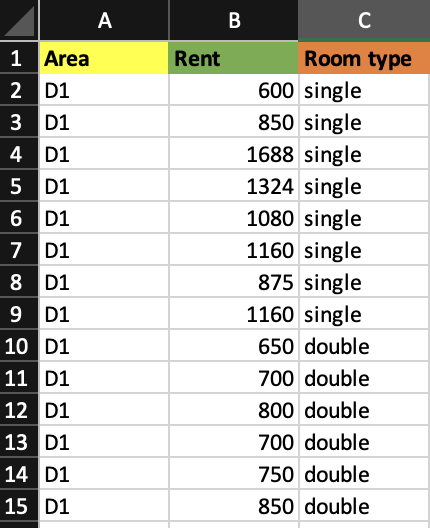 A B C
1 Area Rent Room type
2 D1 600 single
3 D1 850 single
4 D1 1688 single
5 D1 1324 single
6 D1 1080 single
7 D1 1160 single
8 D1 875 single
9 D1 1160 single
10 D1 650 double
11 D1 700 double
12 D1 800 double
13 D1 700 double
14 D1 750 double
15 D1 850 double